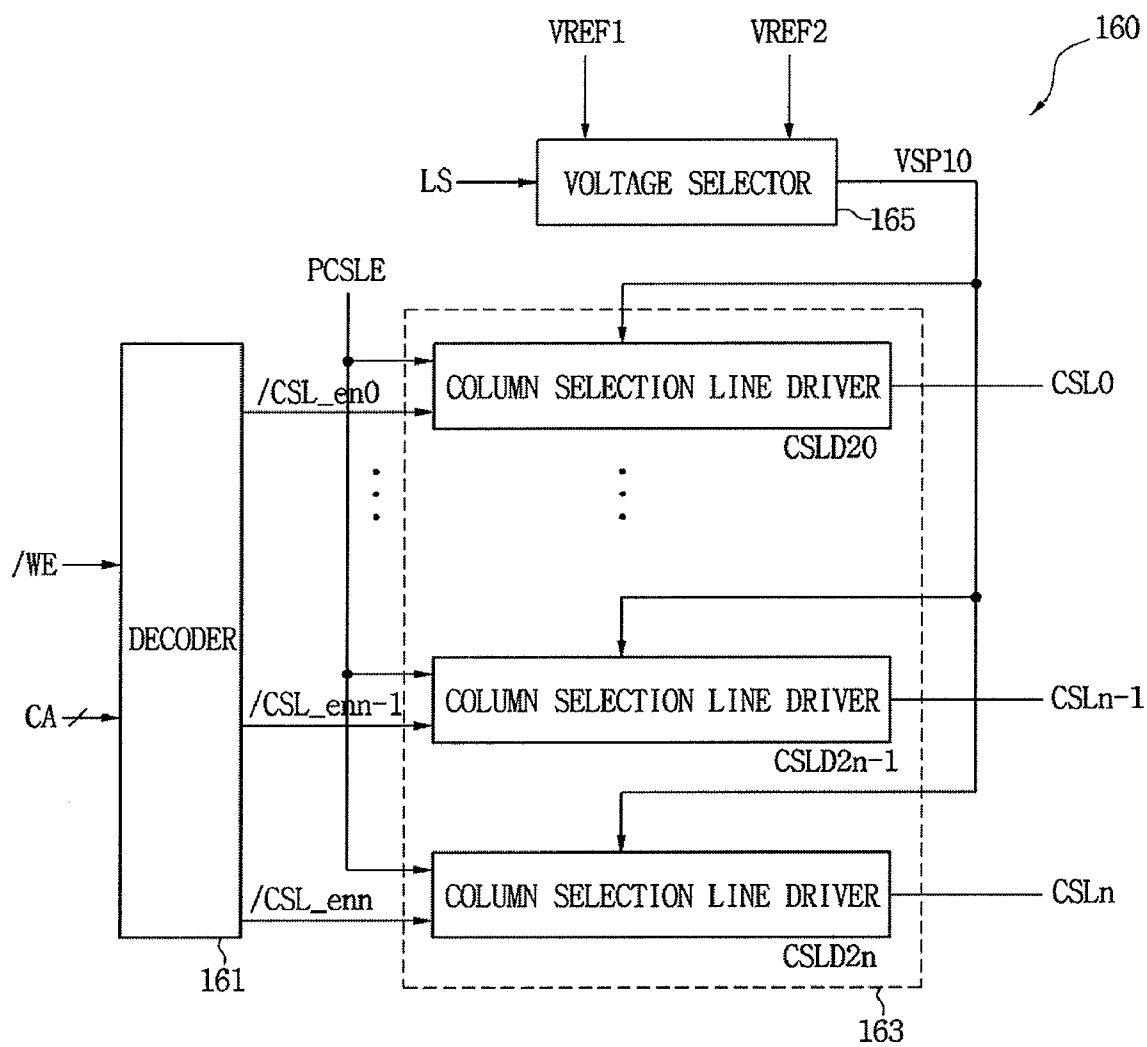 VREF1 VREF2 160
LS VOLTAGE SELECTOR VSP10
165
PCSLE
/CSL_en0 COLUMN SELECTION LINE DRIVER CSL0
CSLD20
/WE
DECODER
CA /CSL_enn-1 COLUMN SELECTION LINE DRIVER CSLn-1
CSLD2n-1
/CSL_enn COLUMN SELECTION LINE DRIVER CSLn
CSLD2n
161
163